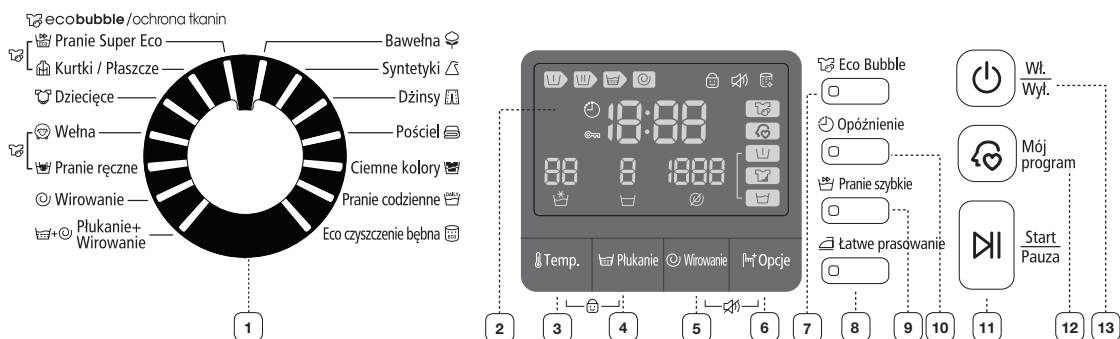 ecobubble/ochrona tkanin
Pranie Super Eco
Kurtki / Płaszcze
Dziecięce
Wełna
Pranie ręczne
Wirowanie
Płukanie+
Wirowanie
Bawełna
Syntetyki
Dżinsy
Pościel
Ciemne kolory
Pranie codzienne
Eco czyszczenie bębna
18:88
88
8
1888
Temp.
Płukanie
Wirowanie
Opcje
Eco Bubble
Opóźnienie
Pranie szybkie
Łatwe prasowanie
Wł.
Wył.
Mój
program
Start
Pauza
1
2
3
4
5
6
7
8
9
10
11
12
13